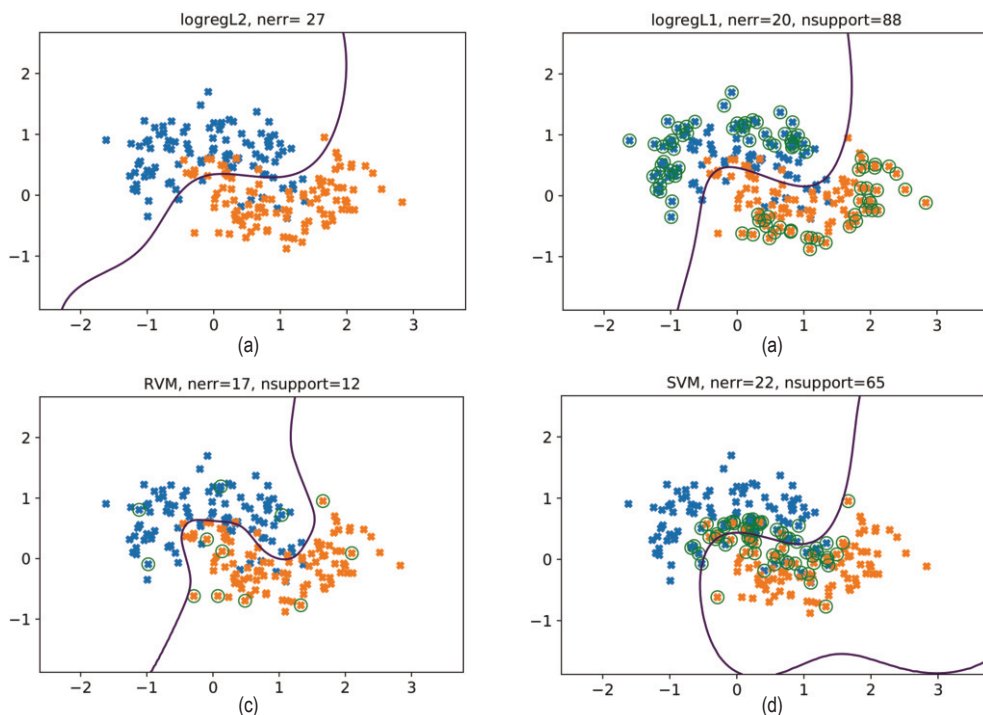 logregL2, nerr= 27
2
1
0
−1
−2 −1 0 1 2 3
(a)
logregL1, nerr=20, nsupport=88
2
1
0
−1
−2 −1 0 1 2 3
(a)
RVM, nerr=17, nsupport=12
2
1
0
−1
−2 −1 0 1 2 3
(c)
SVM, nerr=22, nsupport=65
2
1
0
−1
−2 −1 0 1 2 3
(d)